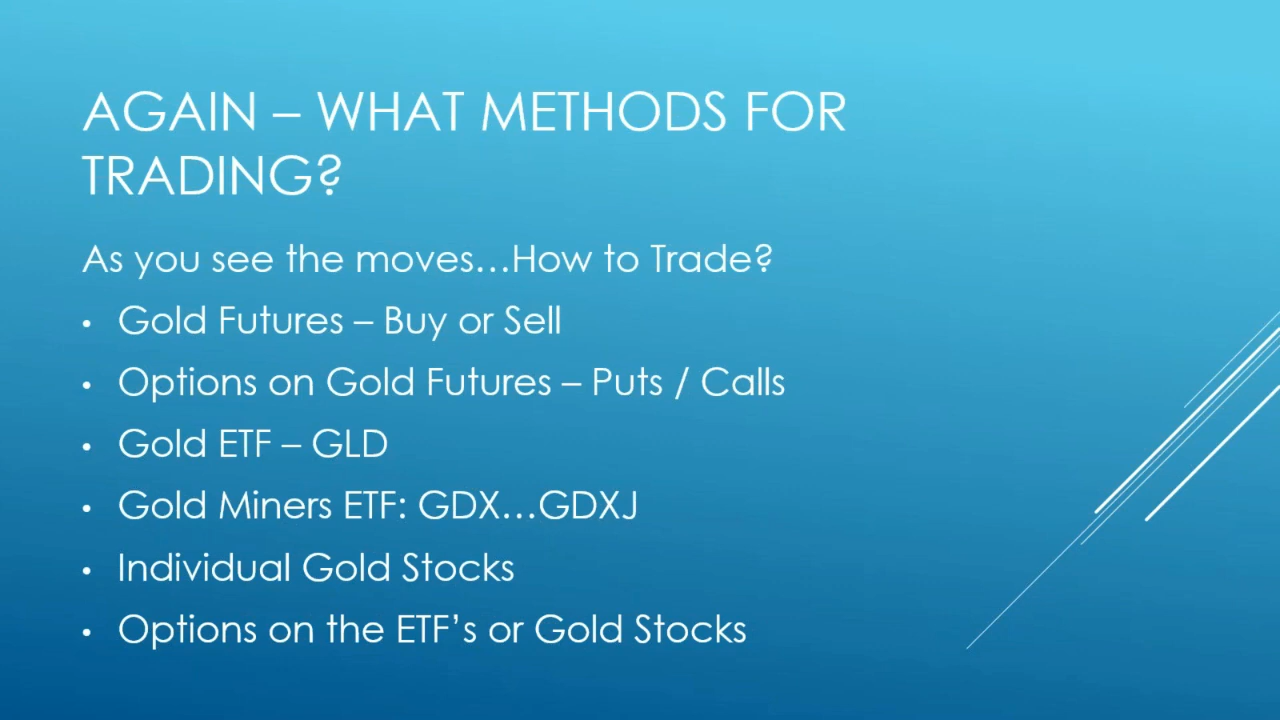 AGAIN – WHAT METHODS FOR
TRADING?
As you see the moves...How to Trade?
• Gold Futures – Buy or Sell
• Options on Gold Futures – Puts / Calls
• Gold ETF – GLD
• Gold Miners ETF: GDX...GDXJ
• Individual Gold Stocks
• Options on the ETF’s or Gold Stocks